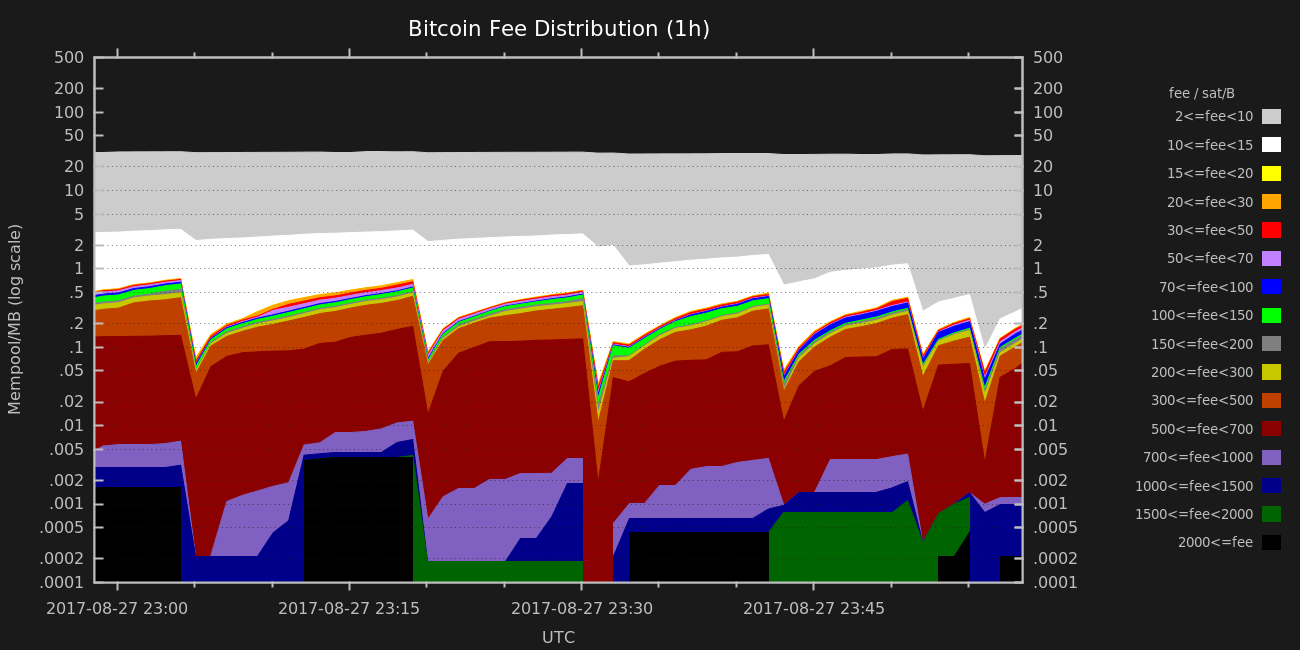 Bitcoin Fee Distribution (1h)
500
200
100
50
20
10
5
2
1
.5
.2
.1
.05
.02
.01
.005
.002
.001
.0005
.0002
.0001
Mempool/MB (log scale)
500
200
100
50
20
10
5
2
1
.5
.2
.1
.05
.02
.01
.005
.002
.001
.0005
.0002
.0001
fee / sat/B
2<=fee<10
10<=fee<15
15<=fee<20
20<=fee<30
30<=fee<50
50<=fee<70
70<=fee<100
100<=fee<150
150<=fee<200
200<=fee<300
300<=fee<500
500<=fee<700
700<=fee<1000
1000<=fee<1500
1500<=fee<2000
2000<=fee
2017-08-27 23:00 2017-08-27 23:15 2017-08-27 23:30 2017-08-27 23:45
UTC